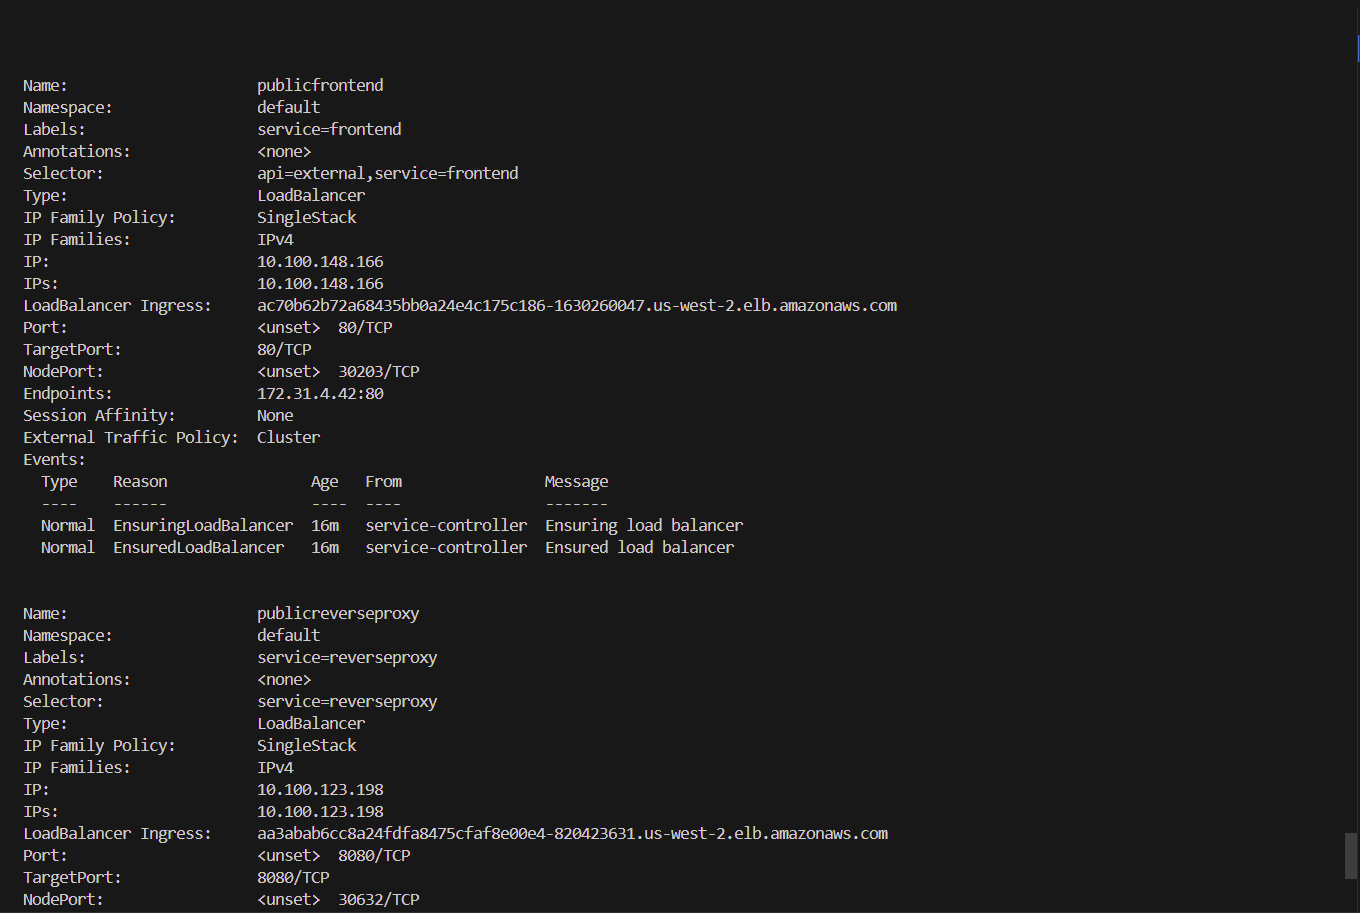 Name:                     publicfrontend
Namespace:                default
Labels:                   service=frontend
Annotations:              <none>
Selector:                 api=external,service=frontend
Type:                     LoadBalancer
IP Family Policy:         SingleStack
IP Families:              IPv4
IP:                       10.100.148.166
IPs:                      10.100.148.166
LoadBalancer Ingress:     ac70b62b72a68435bb0a24e4c175c186-1630260047.us-west-2.elb.amazonaws.com
Port:                     <unset>  80/TCP
TargetPort:               80/TCP
NodePort:                 <unset>  30203/TCP
Endpoints:                172.31.4.42:80
Session Affinity:         None
External Traffic Policy:  Cluster
Events:
  Type    Reason                Age   From                Message
  ----    ------                ----  ----                -------
  Normal  EnsuringLoadBalancer  16m   service-controller  Ensuring load balancer
  Normal  EnsuredLoadBalancer   16m   service-controller  Ensured load balancer
Name:                     publicreverseproxy
Namespace:                default
Labels:                   service=reverseproxy
Annotations:              <none>
Selector:                 service=reverseproxy
Type:                     LoadBalancer
IP Family Policy:         SingleStack
IP Families:              IPv4
IP:                       10.100.123.198
IPs:                      10.100.123.198
LoadBalancer Ingress:     aa3abab6cc8a24fdfa8475cfaf8e00e4-820423631.us-west-2.elb.amazonaws.com
Port:                     <unset>  8080/TCP
TargetPort:               8080/TCP
NodePort:                 <unset>  30632/TCP